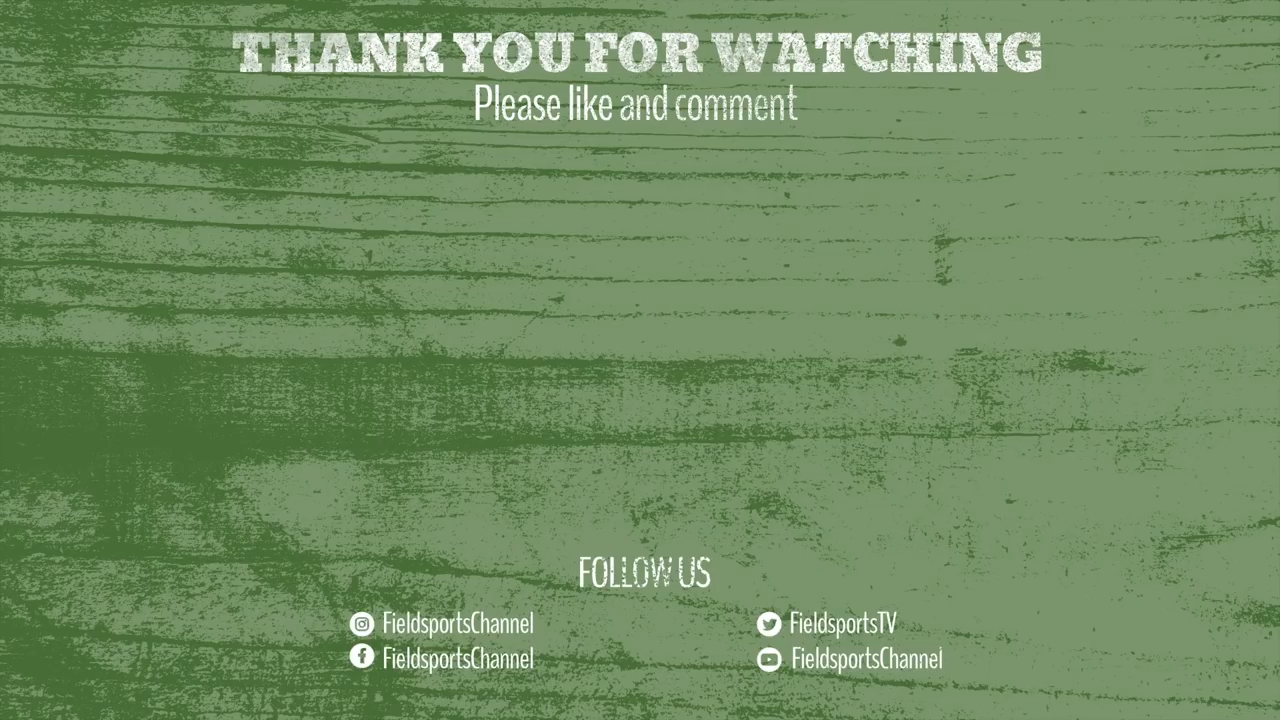 THANK YOU FOR WATCHING
Please like and comment
FOLLOW US
FieldsportsChannel
FieldsportsTV
FieldsportsChannel
FieldsportsChannel